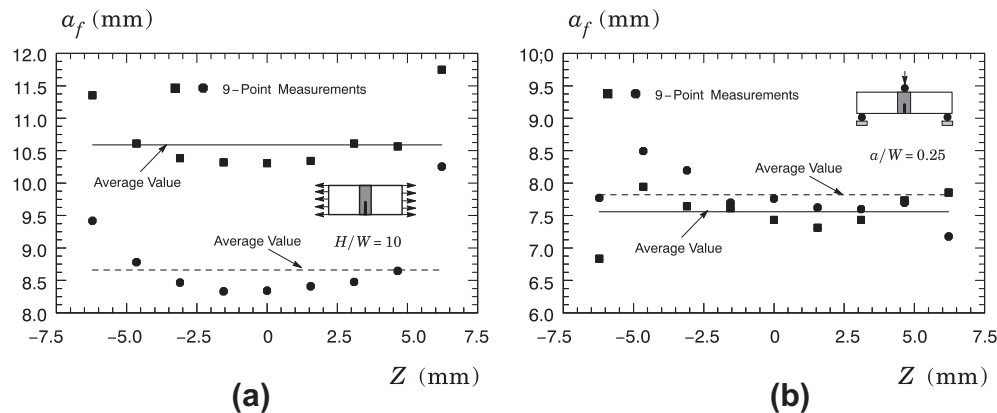 a_f (mm)
12.0
11.5
11.0
10.5
10.0
9.5
9.0
8.5
8.0
9-Point Measurements
Average Value
H/W = 10
Average Value
−7.5 −5.0 −2.5 0 2.5 5.0 7.5
Z (mm)
(a)
a_f (mm)
10:0
9.5
9.0
8.5
8.0
7.5
7.0
6.5
6.0
9-Point Measurements
a/W = 0.25
Average Value
Average Value
−7.5 −5.0 −2.5 0 2.5 5.0 7.5
Z (mm)
(b)